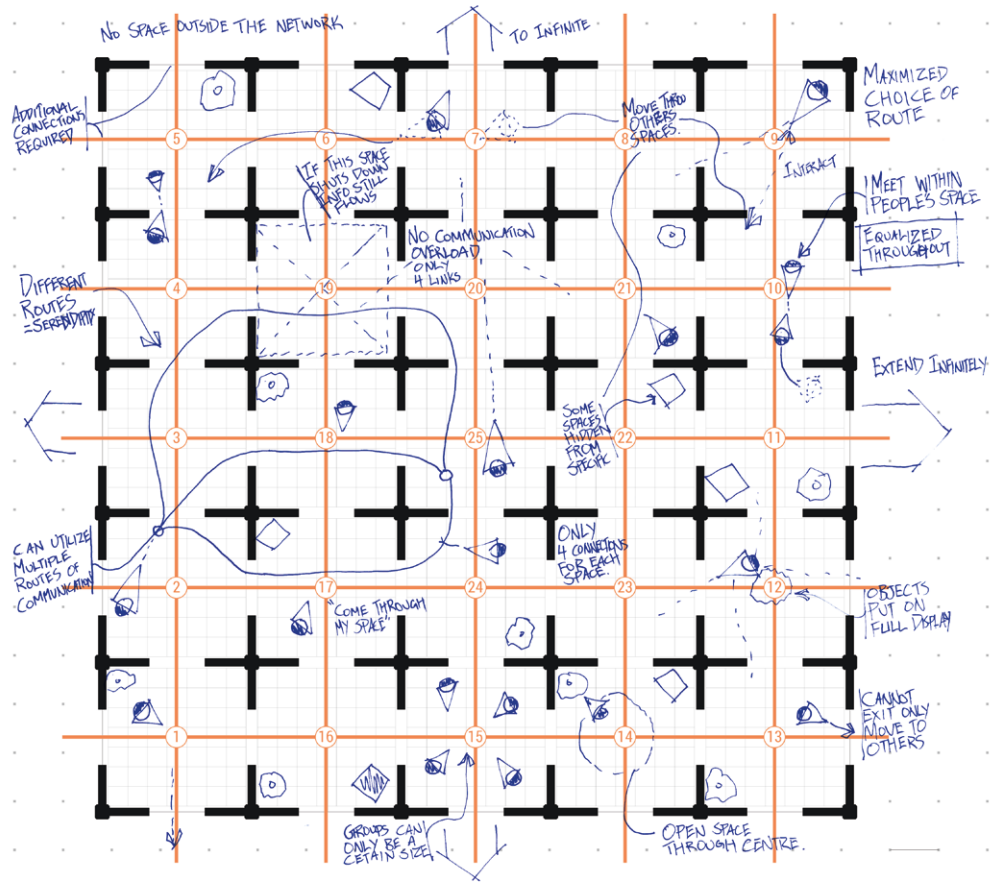 NO SPACE OUTSIDE THE NETWORK
TO INFINITE
ADDITIONAL
CONNECTIONS
REQUIRED
MOVE THROO
OTHERS
SPACES.
MAXIMIZED
CHOICE OF
ROUTE
5
6
7
8
9
IF THIS SPACE
SHUTS DOWN
INFO STILL
FLOWS
INTERACT
MEET WITHIN
PEOPLE'S SPACE
EQUALIZED
THROUGHOUT
NO COMMUNICATION
OVERLOAD
ONLY
4 LINKS
DIFFERENT
ROUTES
=SERENDIPITY
4
19
20
21
10
EXTEND INFINITELY
SOME
SPACES
HIDDEN
FROM
SPECIFIC
3
18
25
22
11
CAN UTILIZE
MULTIPLE
ROUTES OF
COMMUNICATION
ONLY
4 CONNECTIONS
FOR EACH
SPACE.
2
17
24
23
12
"COME THROUGH
MY SPACE"
OBJECTS
PUT ON
FULL DISPLAY
CANNOT
EXIT ONLY
MOVE TO
OTHERS
1
16
15
14
13
GROUPS CAN
ONLY BE A
CETAIN SIZE
OPEN SPACE
THROUGH CENTRE.